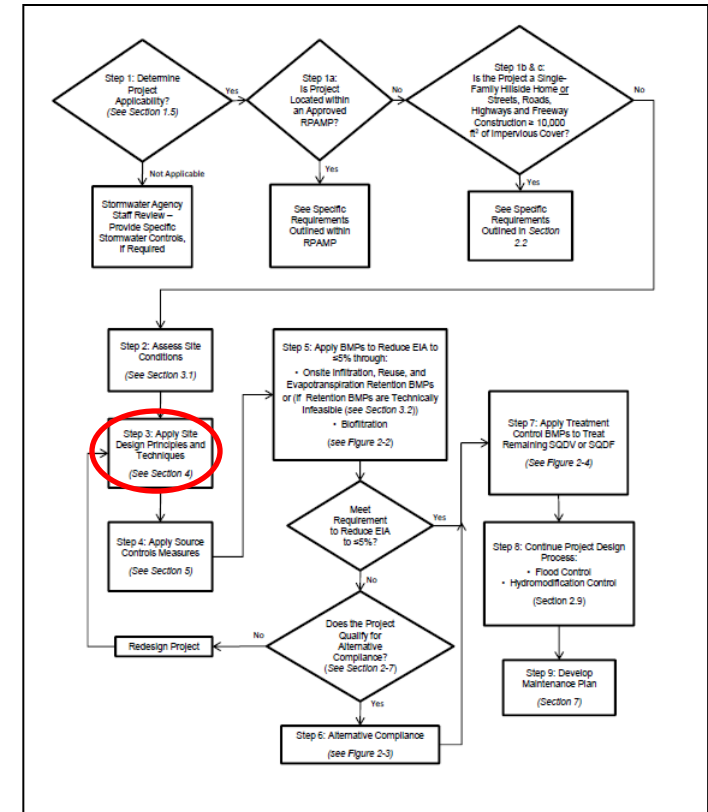 Step 1: Determine
Project
Applicability?
(See Section 1.5)
Yes
Step 1a:
Is Project
Located within
an Approved
RPAMP?
No
Step 1b & c:
Is the Project a Single-
Family Hillside Home or
Streets, Roads,
Highways and Freeway
Construction ≥ 10,000
ft² of Impervious Cover?
No
Not Applicable
Yes
Yes
Stormwater Agency
Staff Review –
Provide Specific
Stormwater Controls,
If Required
See Specific
Requirements
Outlined within
RPAMP
See Specific
Requirements
Outlined in Section
2.2
Step 2: Assess Site
Conditions
(See Section 3.1)
Step 3: Apply Site
Design Principles and
Techniques
(See Section 4)
Step 4: Apply Source
Controls Measures
(See Section 5)
Redesign Project
Step 5: Apply BMPs to Reduce EIA to
≤5% through:
• Onsite Infiltration, Reuse, and
Evapotranspiration Retention BMPs
or (If Retention BMPs are Technically
Infeasible (see Section 3.2))
• Biofiltration
(see Figure 2-2)
Meet
Requirement
to Reduce EIA
to ≤5%?
Yes
No
Does the Project
Qualify for
Alternative
Compliance?
(See Section 2-7)
No
Yes
Step 6: Alternative Compliance
(see Figure 2-3)
Step 7: Apply Treatment
Control BMPs to Treat
Remaining SQDV or SQDF
(See Figure 2-4)
Step 8: Continue Project Design
Process:
• Flood Control
• Hydromodification Control
(Section 2.9)
Step 9: Develop
Maintenance Plan
(Section 7)